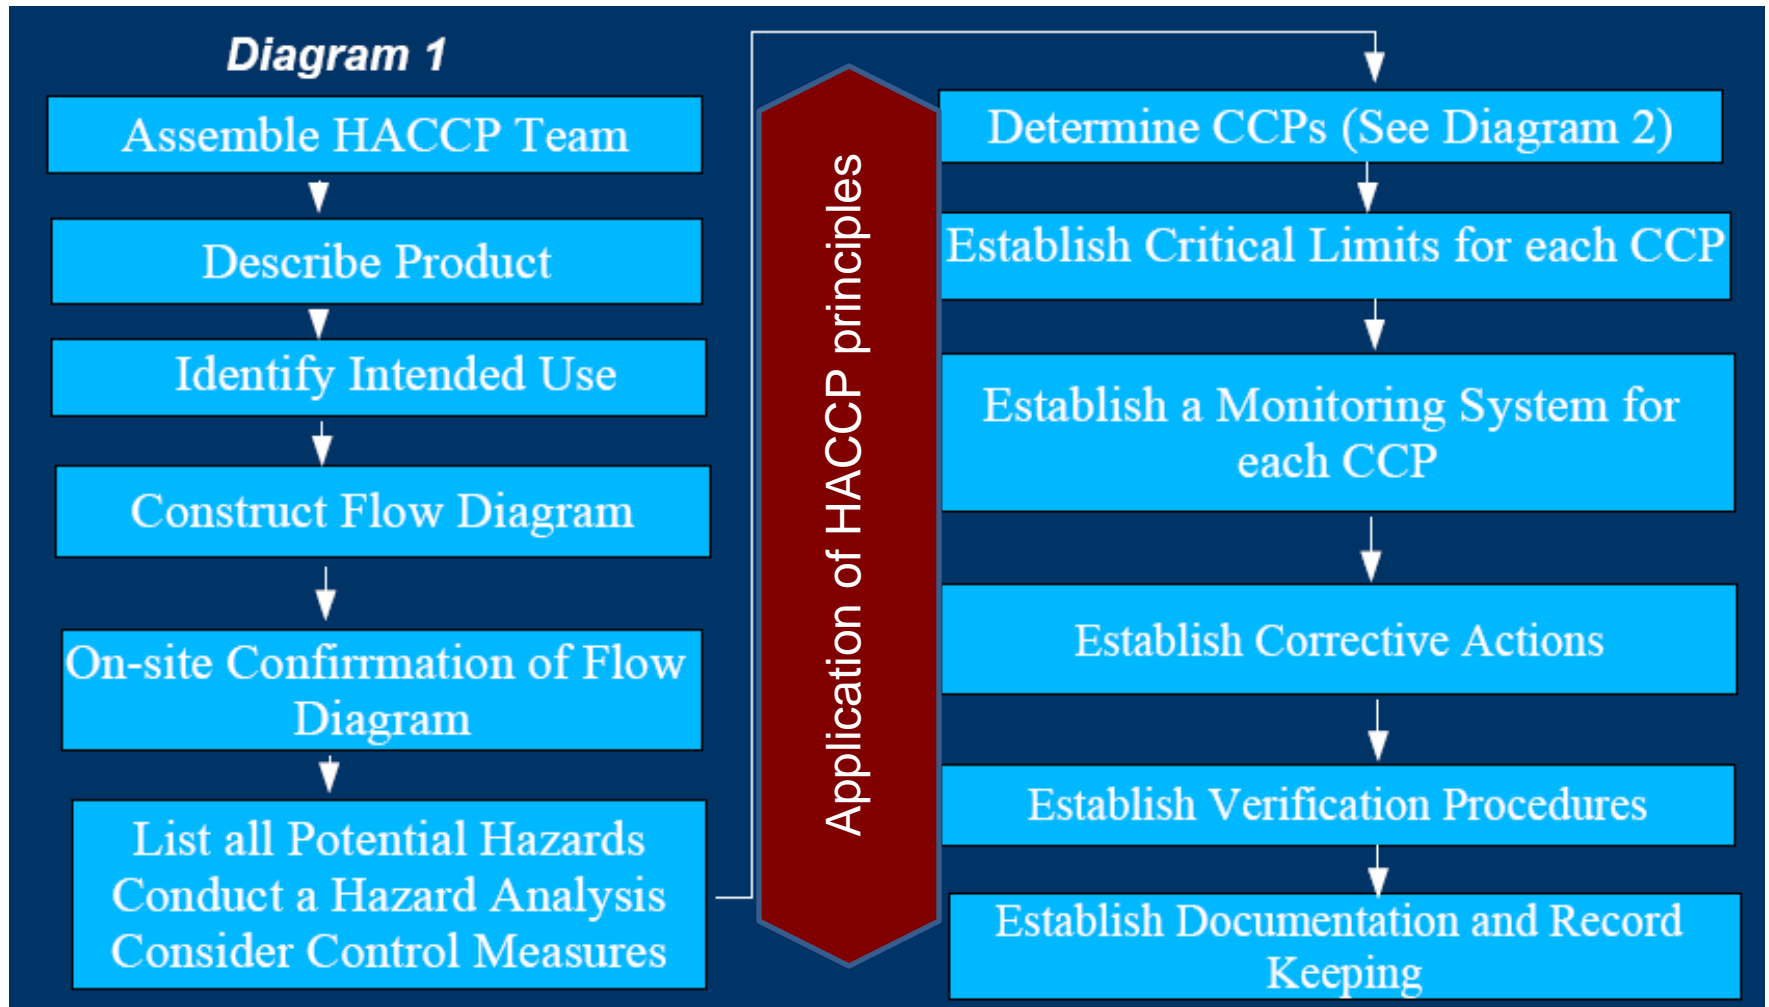 Diagram 1
Assemble HACCP Team
Describe Product
Identify Intended Use
Construct Flow Diagram
On-site Confirrmation of Flow
Diagram
List all Potential Hazards
Conduct a Hazard Analysis
Consider Control Measures
Application of HACCP principles
Determine CCPs (See Diagram 2)
Establish Critical Limits for each CCP
Establish a Monitoring System for
each CCP
Establish Corrective Actions
Establish Verification Procedures
Establish Documentation and Record
Keeping